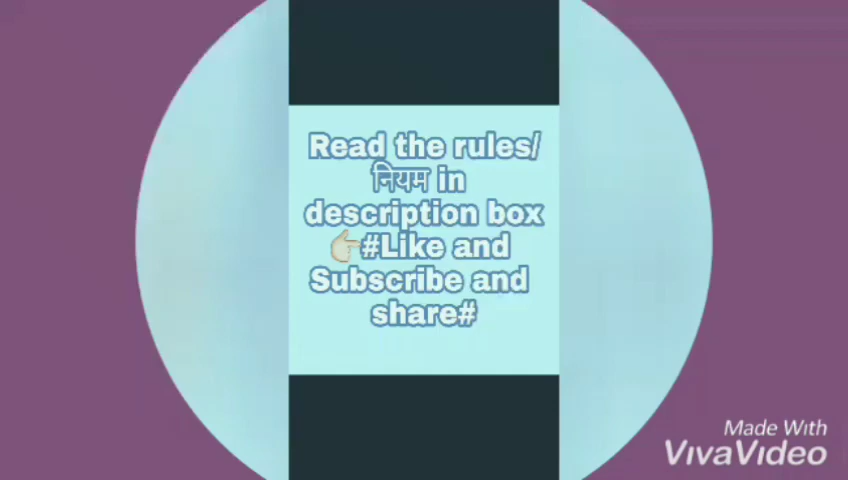 Read the rules/
नियम in
description box
👉🏼#Like and
Subscribe and
share#
Made With
VivaVideo